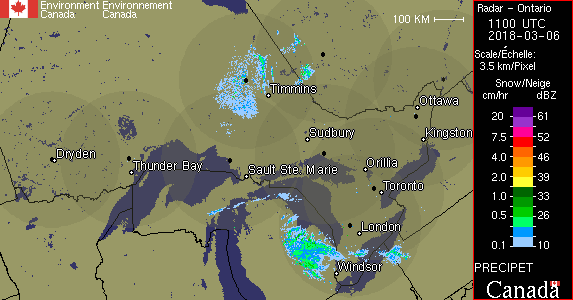 Environment Environnement
Canada Canada
100 KM
Timmins
Ottawa
Sudbury
Kingston
Dryden
Thunder Bay
Sault Ste. Marie
Orillia
Toronto
London
Windsor
Radar - Ontario
1100 UTC
2018-03-06
Scale/Échelle:
3.5 km/Pixel
Snow/Neige
cm/hr dBZ
20 61
7.5 52
4.0 46
2.0 39
1.0 33
0.5 26
0.1 10
PRECIPET
Canada